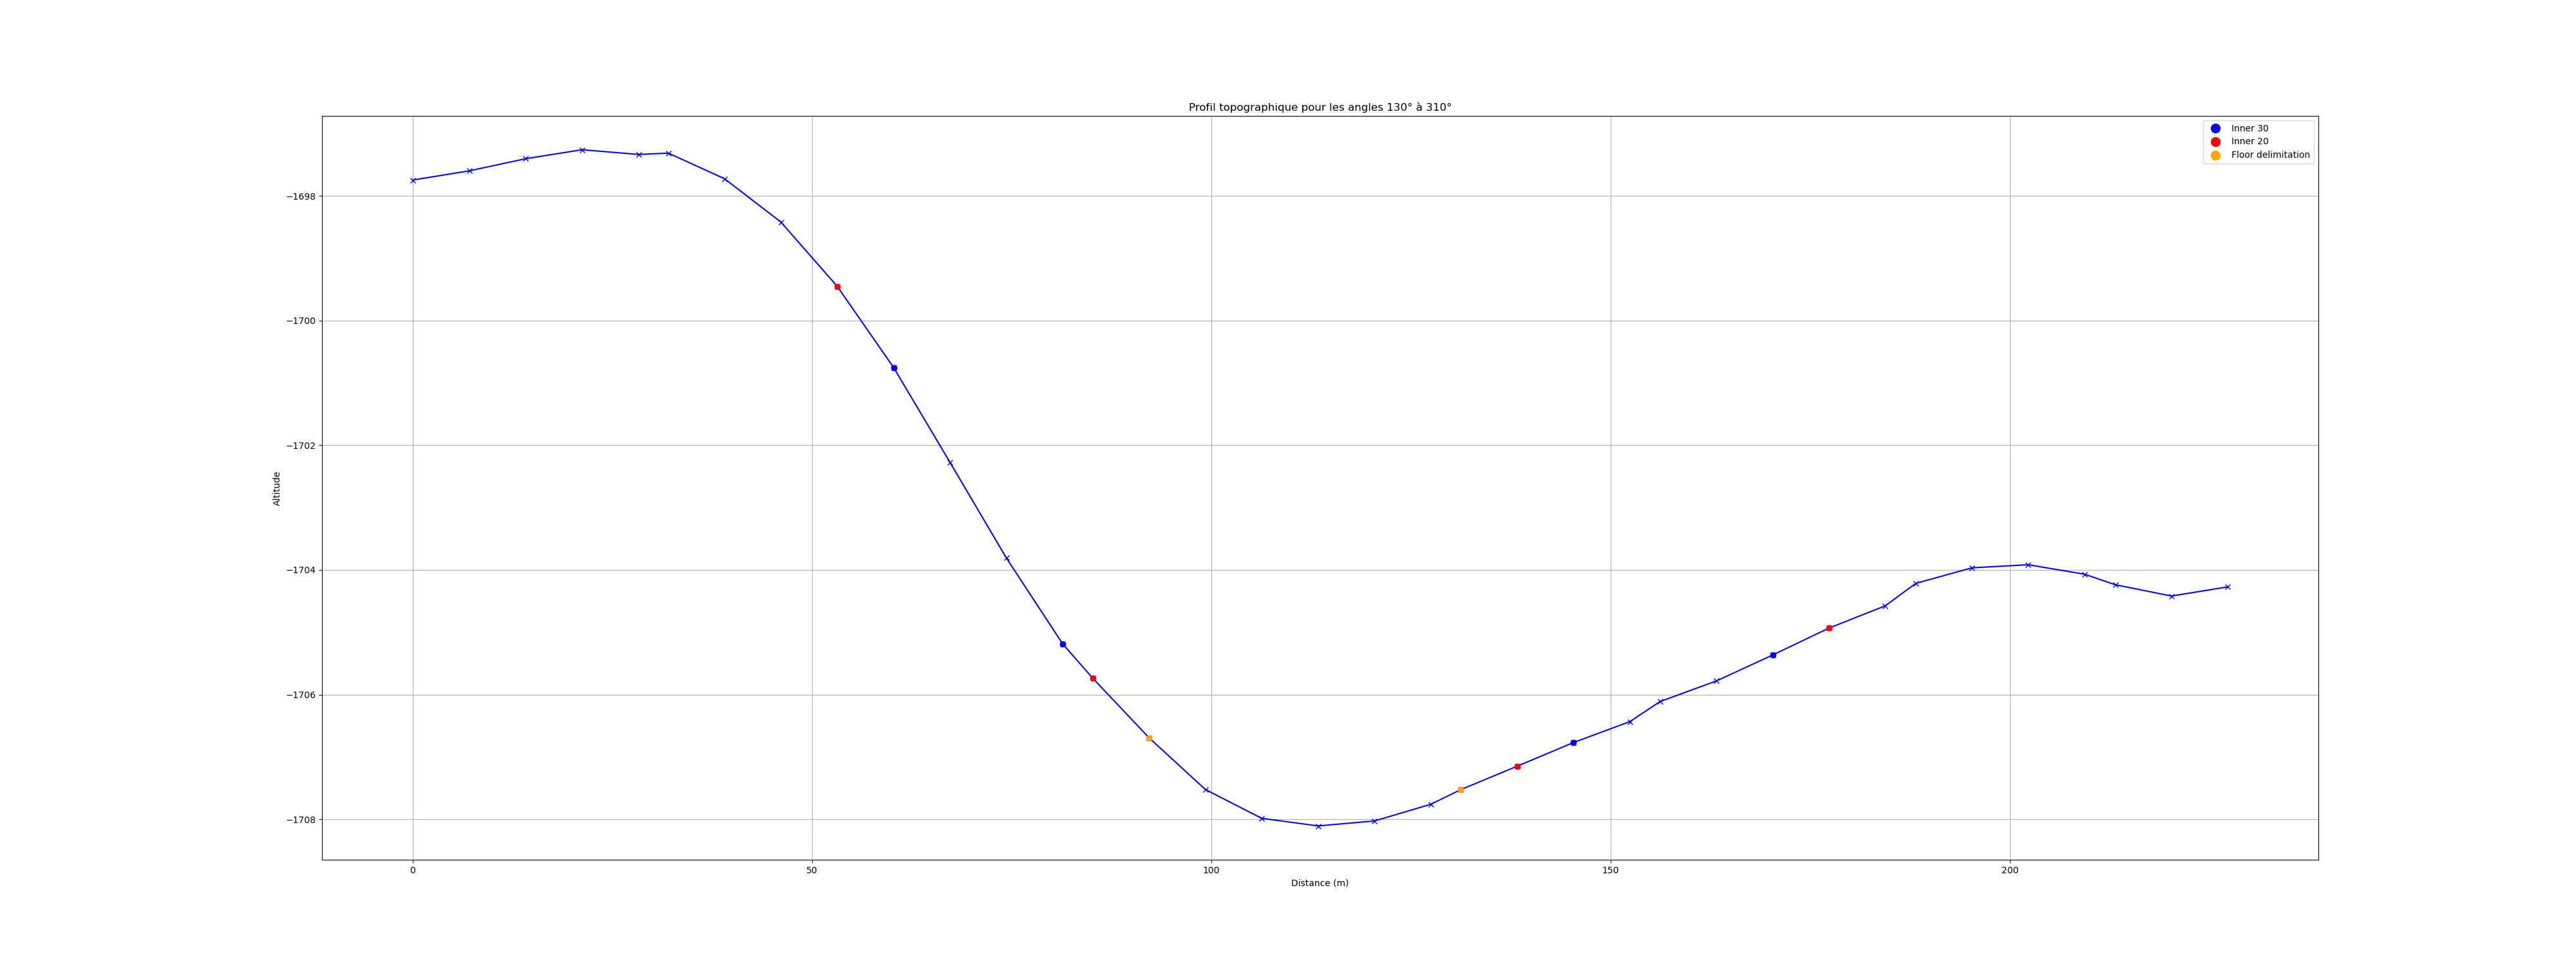 Profil topographique pour les angles 130° à 310°
Inner 30
Inner 20
Floor delimitation
−1698
−1700
−1702
−1704
−1706
−1708
Altitude
0
50
100
150
200
Distance (m)